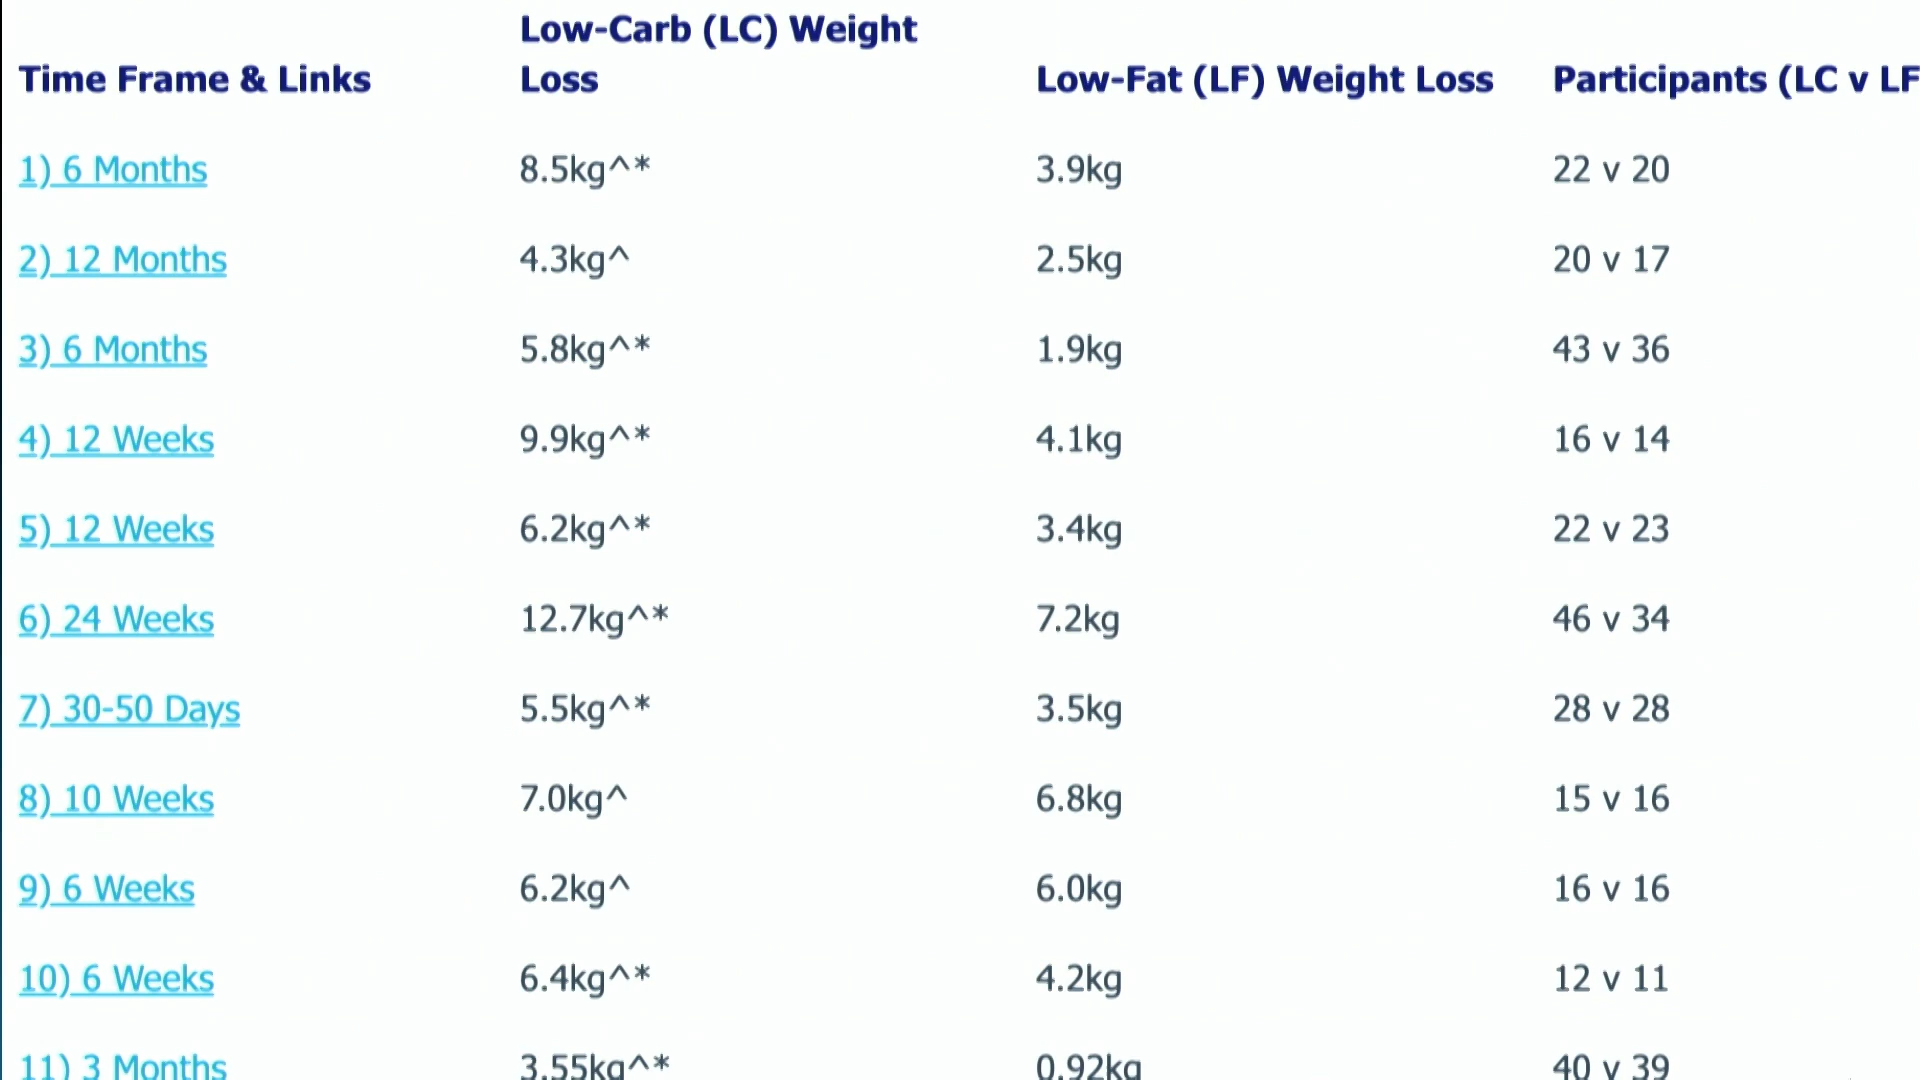 Low-Carb (LC) Weight
Time Frame & Links Loss Low-Fat (LF) Weight Loss Participants (LC v LF
1) 6 Months 8.5kg^* 3.9kg 22 v 20
2) 12 Months 4.3kg^ 2.5kg 20 v 17
3) 6 Months 5.8kg^* 1.9kg 43 v 36
4) 12 Weeks 9.9kg^* 4.1kg 16 v 14
5) 12 Weeks 6.2kg^* 3.4kg 22 v 23
6) 24 Weeks 12.7kg^* 7.2kg 46 v 34
7) 30-50 Days 5.5kg^* 3.5kg 28 v 28
8) 10 Weeks 7.0kg^ 6.8kg 15 v 16
9) 6 Weeks 6.2kg^ 6.0kg 16 v 16
10) 6 Weeks 6.4kg^* 4.2kg 12 v 11
11) 3 Months 3.55kg^* 0.92kg 40 v 39